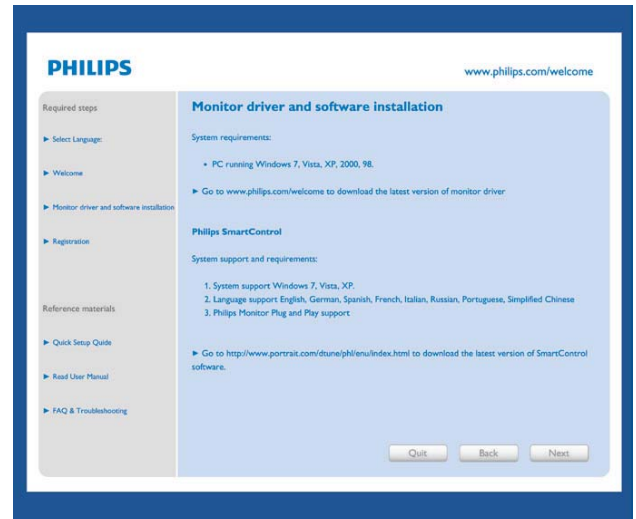 PHILIPS
www.philips.com/welcome
Required steps
► Select Language:
► Welcome
► Monitor driver and software installation
► Registration
Reference materials
► Quick Setup Quide
► Read User Manual
► FAQ & Troubleshooting
Monitor driver and software installation
System requirements:
• PC running Windows 7, Vista, XP, 2000, 98.
► Go to www.philips.com/welcome to download the latest version of monitor driver
Philips SmartControl
System support and requirements:
1. System support Windows 7, Vista, XP.
2. Language support English, German, Spanish, French, Italian, Russian, Portuguese, Simplified Chinese
3. Philips Monitor Plug and Play support
► Go to http://www.portrait.com/dtune/phl/enu/index.html to download the latest version of SmartControl
software.
Quit
Back
Next